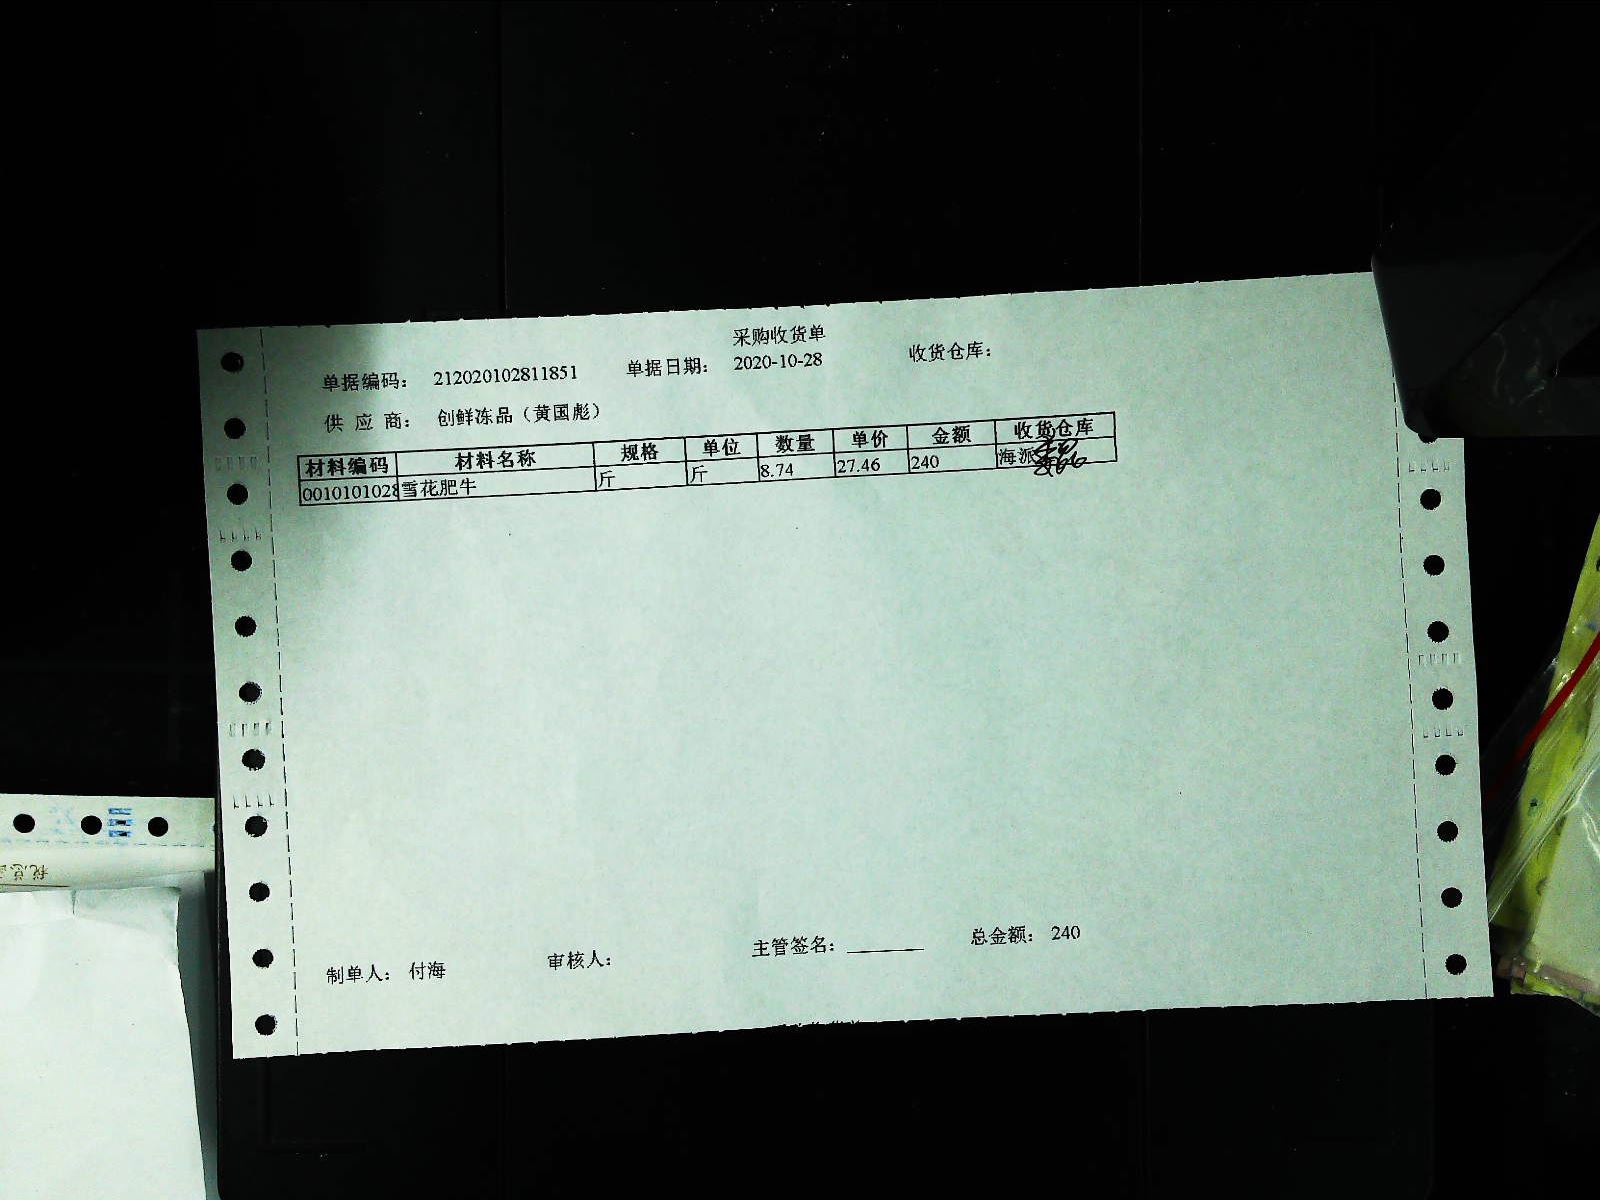 采购收货单
单据编码： 212020102811851 单据日期： 2020-10-28 收货仓库：
供 应 商： 创鲜冻品（黄国彪）
材料编码 材料名称 规格 单位 数量 单价 金额 收货仓库
0010101028 雪花肥牛 斤 斤 8.74 27.46 240 海派
制单人： 付海 审核人： 主管签名： 总金额： 240